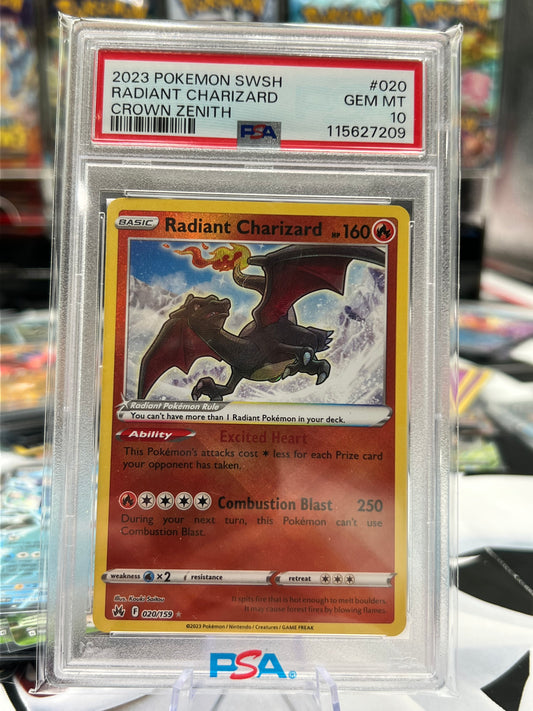 2023 POKEMON SWSH #020
RADIANT CHARIZARD GEM MT
CROWN ZENITH 10
PSA 115627209
BASIC Radiant Charizard HP 160
Radiant Pokémon Rule
You can't have more than 1 Radiant Pokémon in your deck.
Ability Excited Heart
This Pokémon's attacks cost less for each Prize card
your opponent has taken.
Combustion Blast 250
During your next turn, this Pokémon can't use
Combustion Blast.
weakness ×2 resistance retreat
Illus. Kouki Saitou
F 020/159
It spits fire that is hot enough to melt boulders.
It may cause forest fires by blowing flames.
©2023 Pokémon / Nintendo / Creatures / GAME FREAK
PSA®